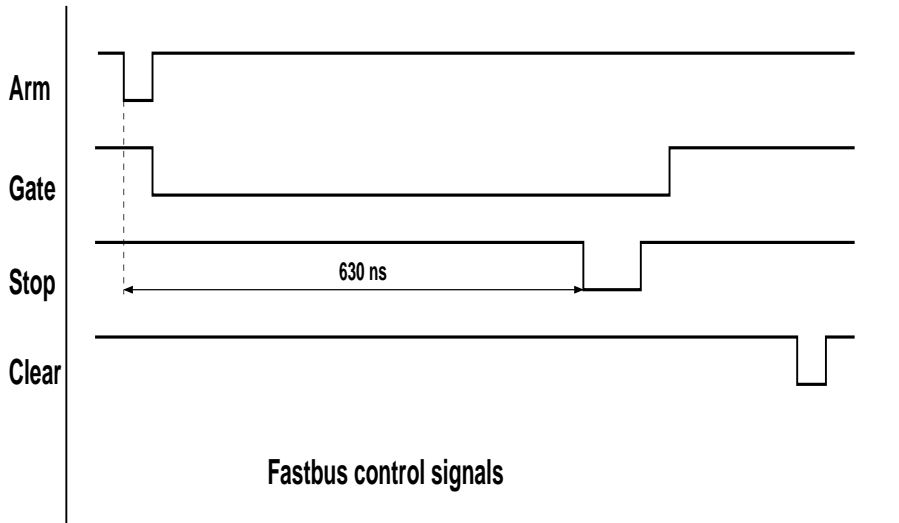 Arm
Gate
Stop
630 ns
Clear
Fastbus control signals